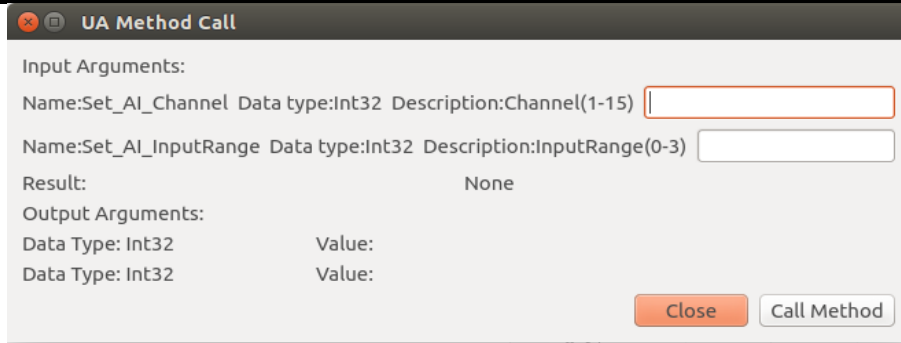 UA Method Call
Input Arguments:
Name:Set_AI_Channel Data type:Int32 Description:Channel(1-15)
Name:Set_AI_InputRange Data type:Int32 Description:InputRange(0-3)
Result: None
Output Arguments:
Data Type: Int32 Value:
Data Type: Int32 Value:
Close Call Method